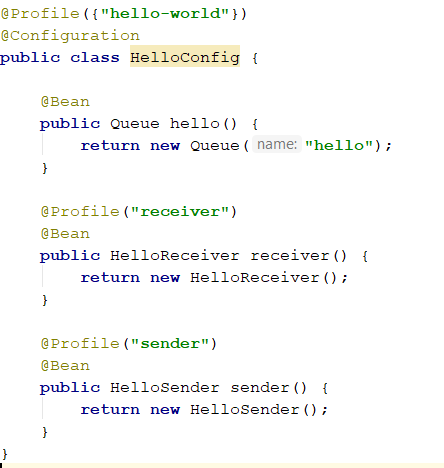 @Profile({"hello-world"})
@Configuration
public class HelloConfig {
    @Bean
    public Queue hello() {
        return new Queue( name: "hello");
    }
    @Profile("receiver")
    @Bean
    public HelloReceiver receiver() {
        return new HelloReceiver();
    }
    @Profile("sender")
    @Bean
    public HelloSender sender() {
        return new HelloSender();
    }
}